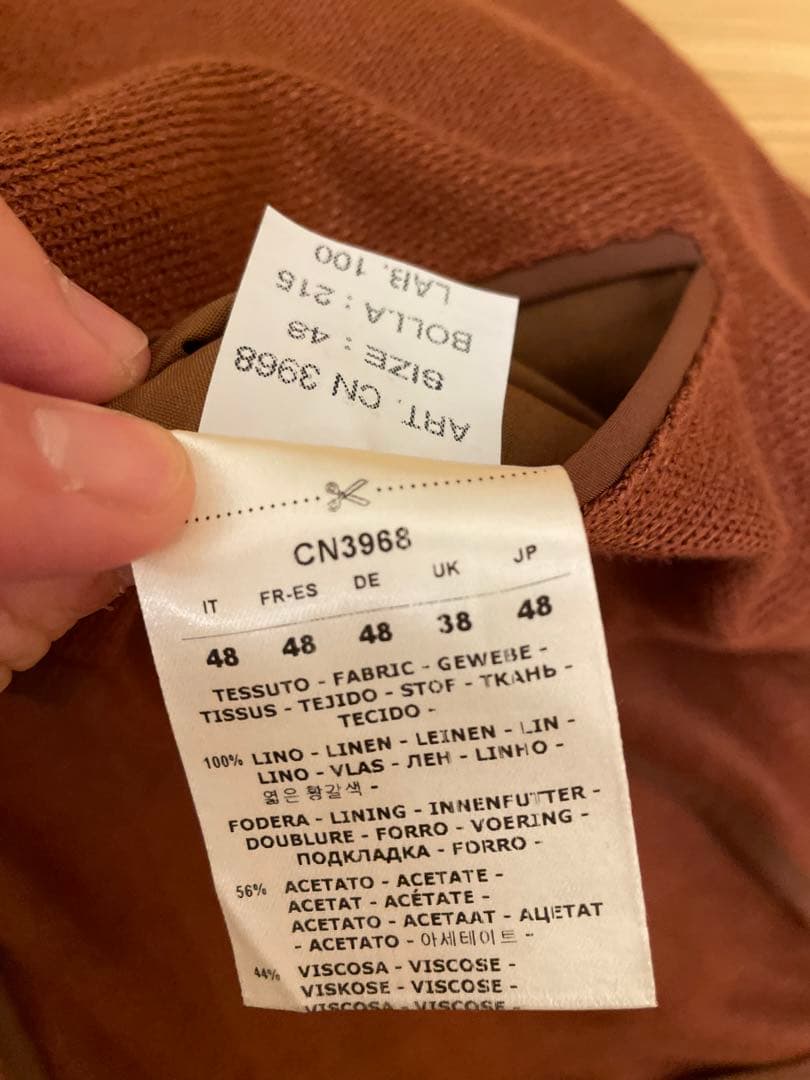 ART. CN 3968
SIZE : 48
BOLLA : 215
LAB. 100
CN3968
IT FR-ES DE UK JP
48 48 48 38 48
TESSUTO - FABRIC - GEWEBE -
TISSUS - TEJIDO - STOF - ТКАНЬ -
TECIDO -
100% LINO - LINEN - LEINEN - LIN -
LINO - VLAS - ЛЕН - LINHO -
엷은 황갈색 -
FODERA - LINING - INNENFUTTER -
DOUBLURE - FORRO - VOERING -
ПОДКЛАДКА - FORRO -
56% ACETATO - ACETATE -
ACETAT - ACÉTATE -
ACETATO - ACETAAT - АЦЕТАТ
- ACETATO - 아세테이트 -
44% VISCOSA - VISCOSE -
VISKOSE - VISCOSE -
VISCOSA - VISCOSE -